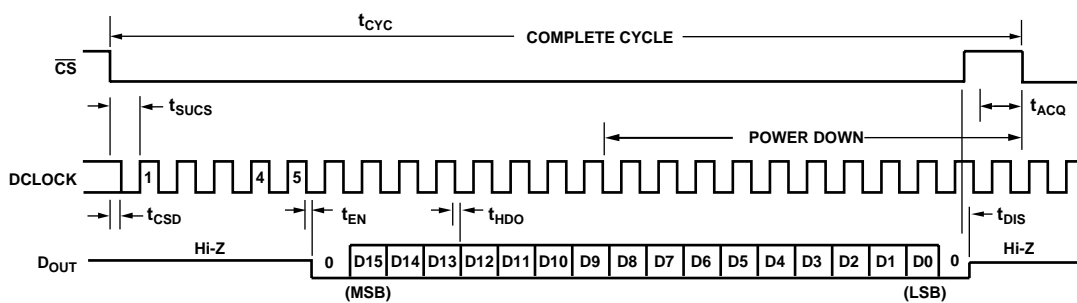 tCYC
COMPLETE CYCLE
CS
tSUCS
tACQ
POWER DOWN
DCLOCK
1 4 5
tCSD
tEN
tHDO
tDIS
Hi-Z
Hi-Z
DOUT
0 D15 D14 D13 D12 D11 D10 D9 D8 D7 D6 D5 D4 D3 D2 D1 D0 0
(MSB)
(LSB)